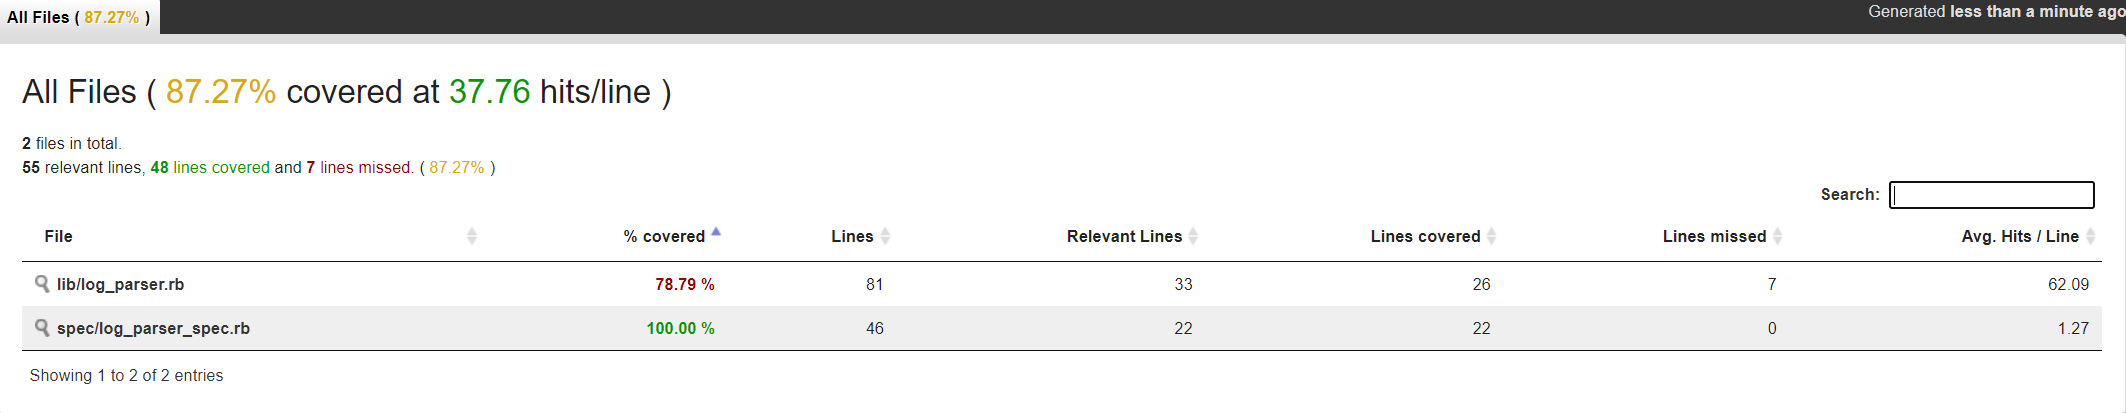 All Files ( 87.27% )
Generated less than a minute ago
All Files ( 87.27% covered at 37.76 hits/line )
2 files in total.
55 relevant lines, 48 lines covered and 7 lines missed. ( 87.27% )
Search:
File % covered Lines Relevant Lines Lines covered Lines missed Avg. Hits / Line
lib/log_parser.rb 78.79 % 81 33 26 7 62.09
spec/log_parser_spec.rb 100.00 % 46 22 22 0 1.27
Showing 1 to 2 of 2 entries